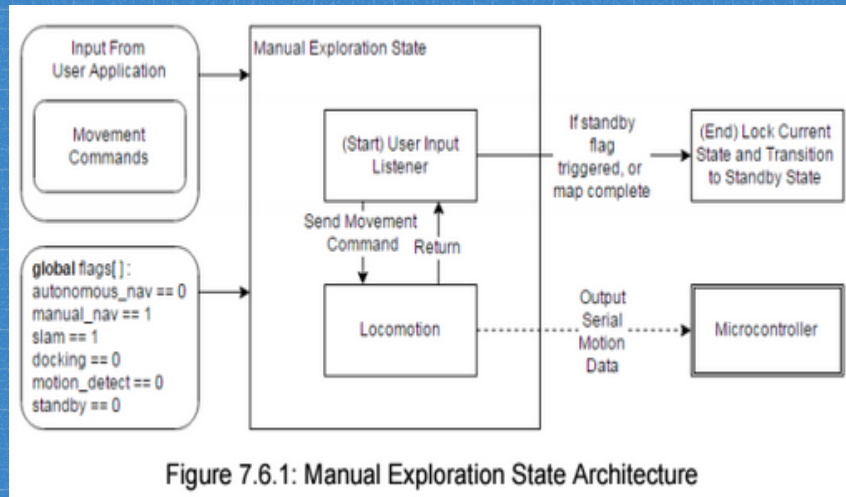 Input From
User Application
Movement
Commands
global flags[ ] :
autonomous_nav == 0
manual_nav == 1
slam == 1
docking == 0
motion_detect == 0
standby == 0
Manual Exploration State
(Start) User Input
Listener
Send Movement
Command
Return
Locomotion
If standby
flag
triggered, or
map complete
(End) Lock Current
State and Transition
to Standby State
Output
Serial
Motion
Data
Microcontroller
Figure 7.6.1: Manual Exploration State Architecture